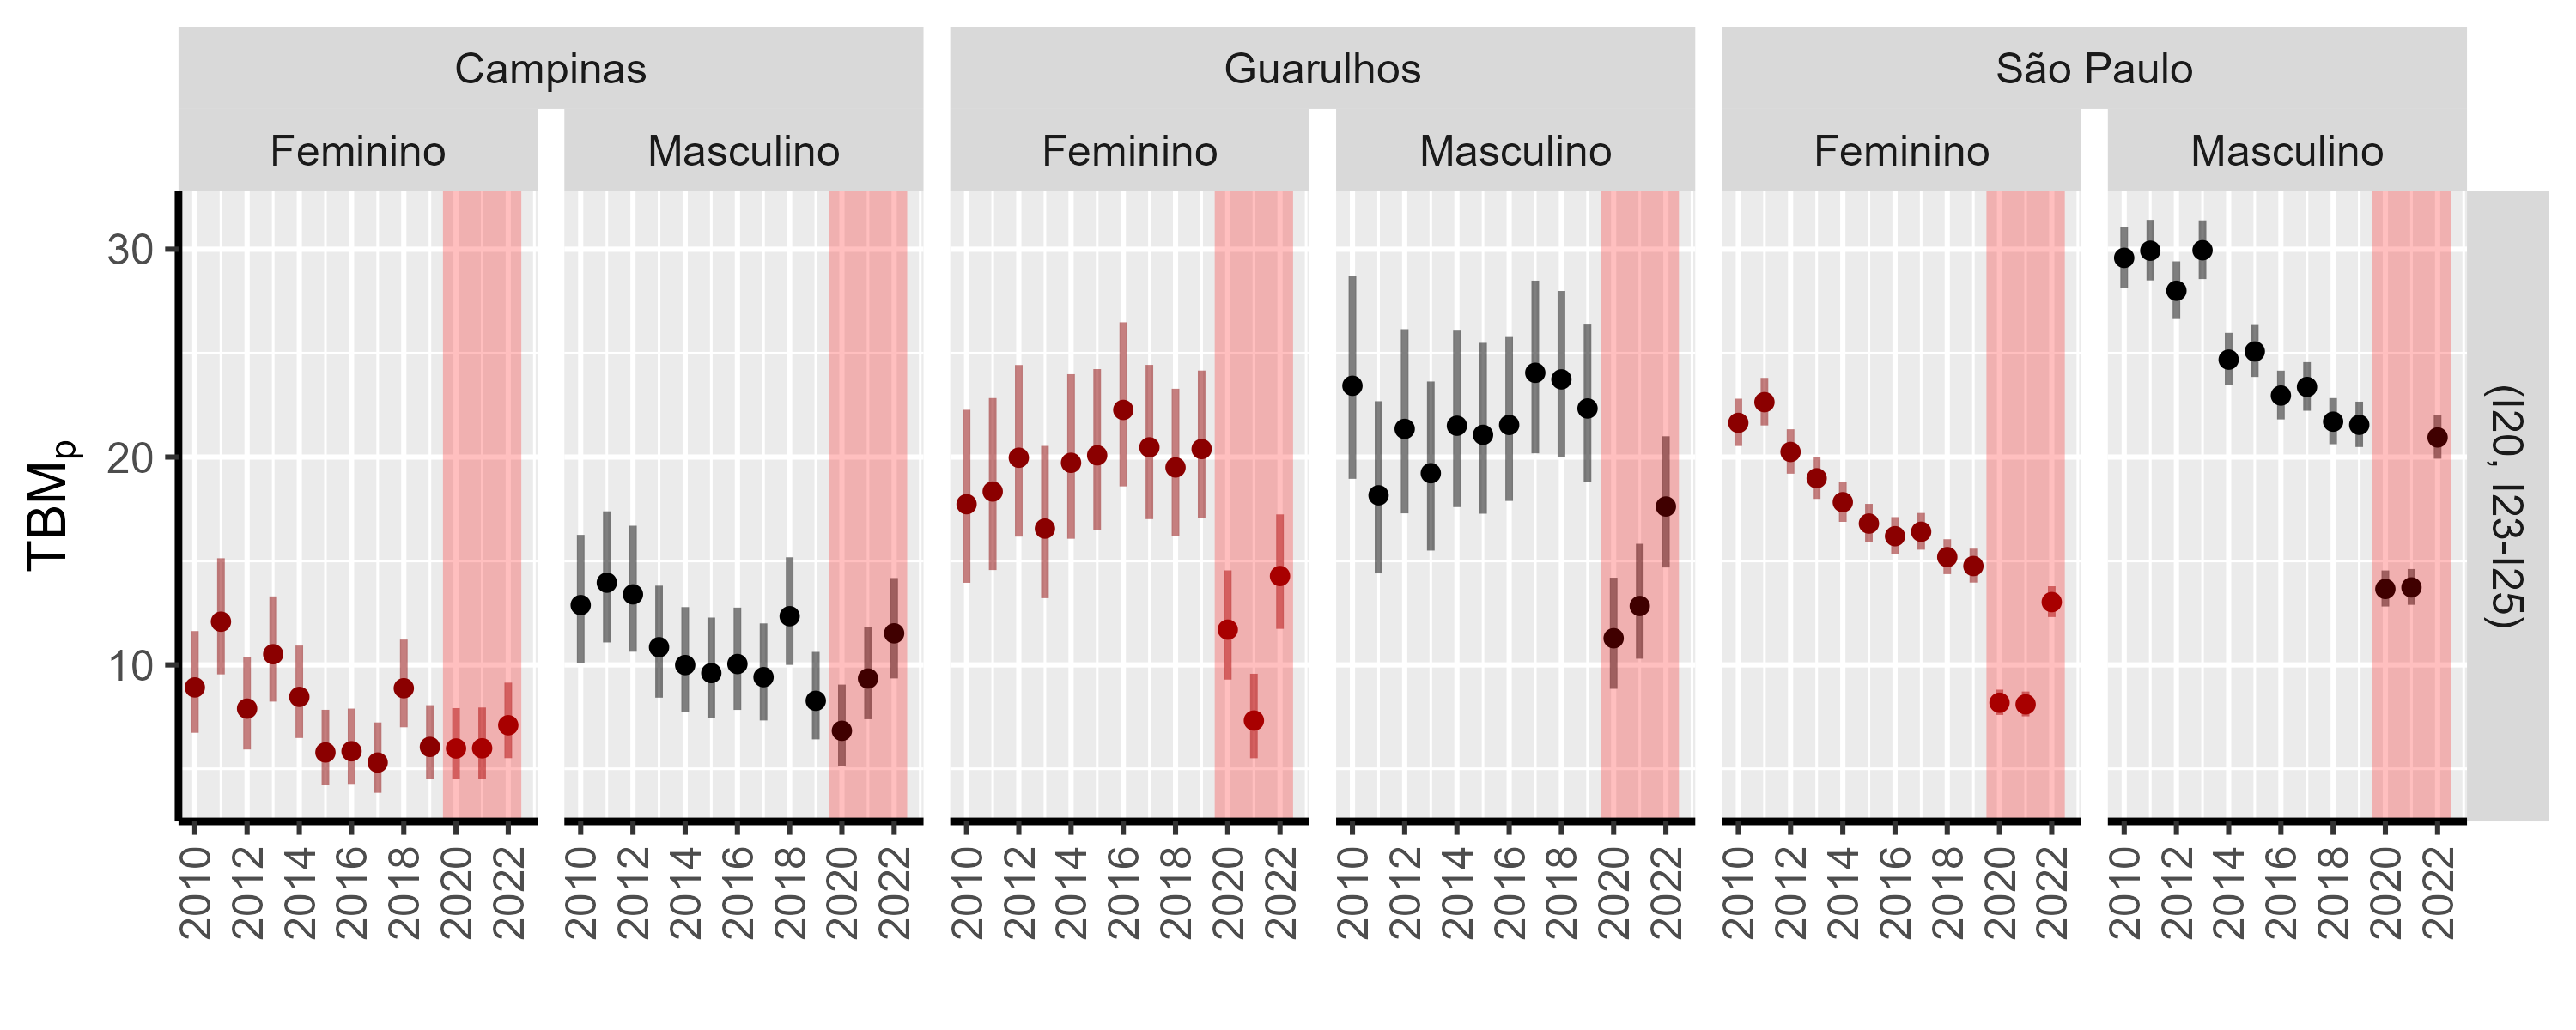 Campinas Guarulhos São Paulo
Feminino Masculino Feminino Masculino Feminino Masculino
30
20
10
TBMp
(I20, I23-I25)
2010 2012 2014 2016 2018 2020 2022 2010 2012 2014 2016 2018 2020 2022 2010 2012 2014 2016 2018 2020 2022 2010 2012 2014 2016 2018 2020 2022 2010 2012 2014 2016 2018 2020 2022 2010 2012 2014 2016 2018 2020 2022